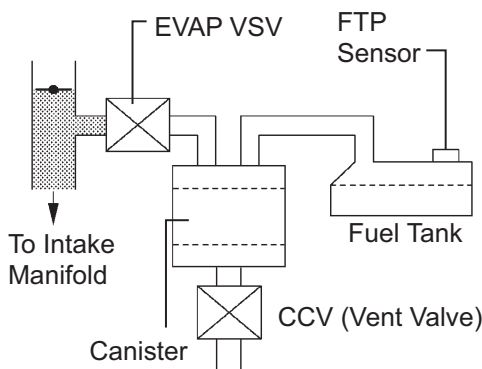 EVAP VSV
FTP
Sensor
To Intake
Manifold
Fuel Tank
CCV (Vent Valve)
Canister